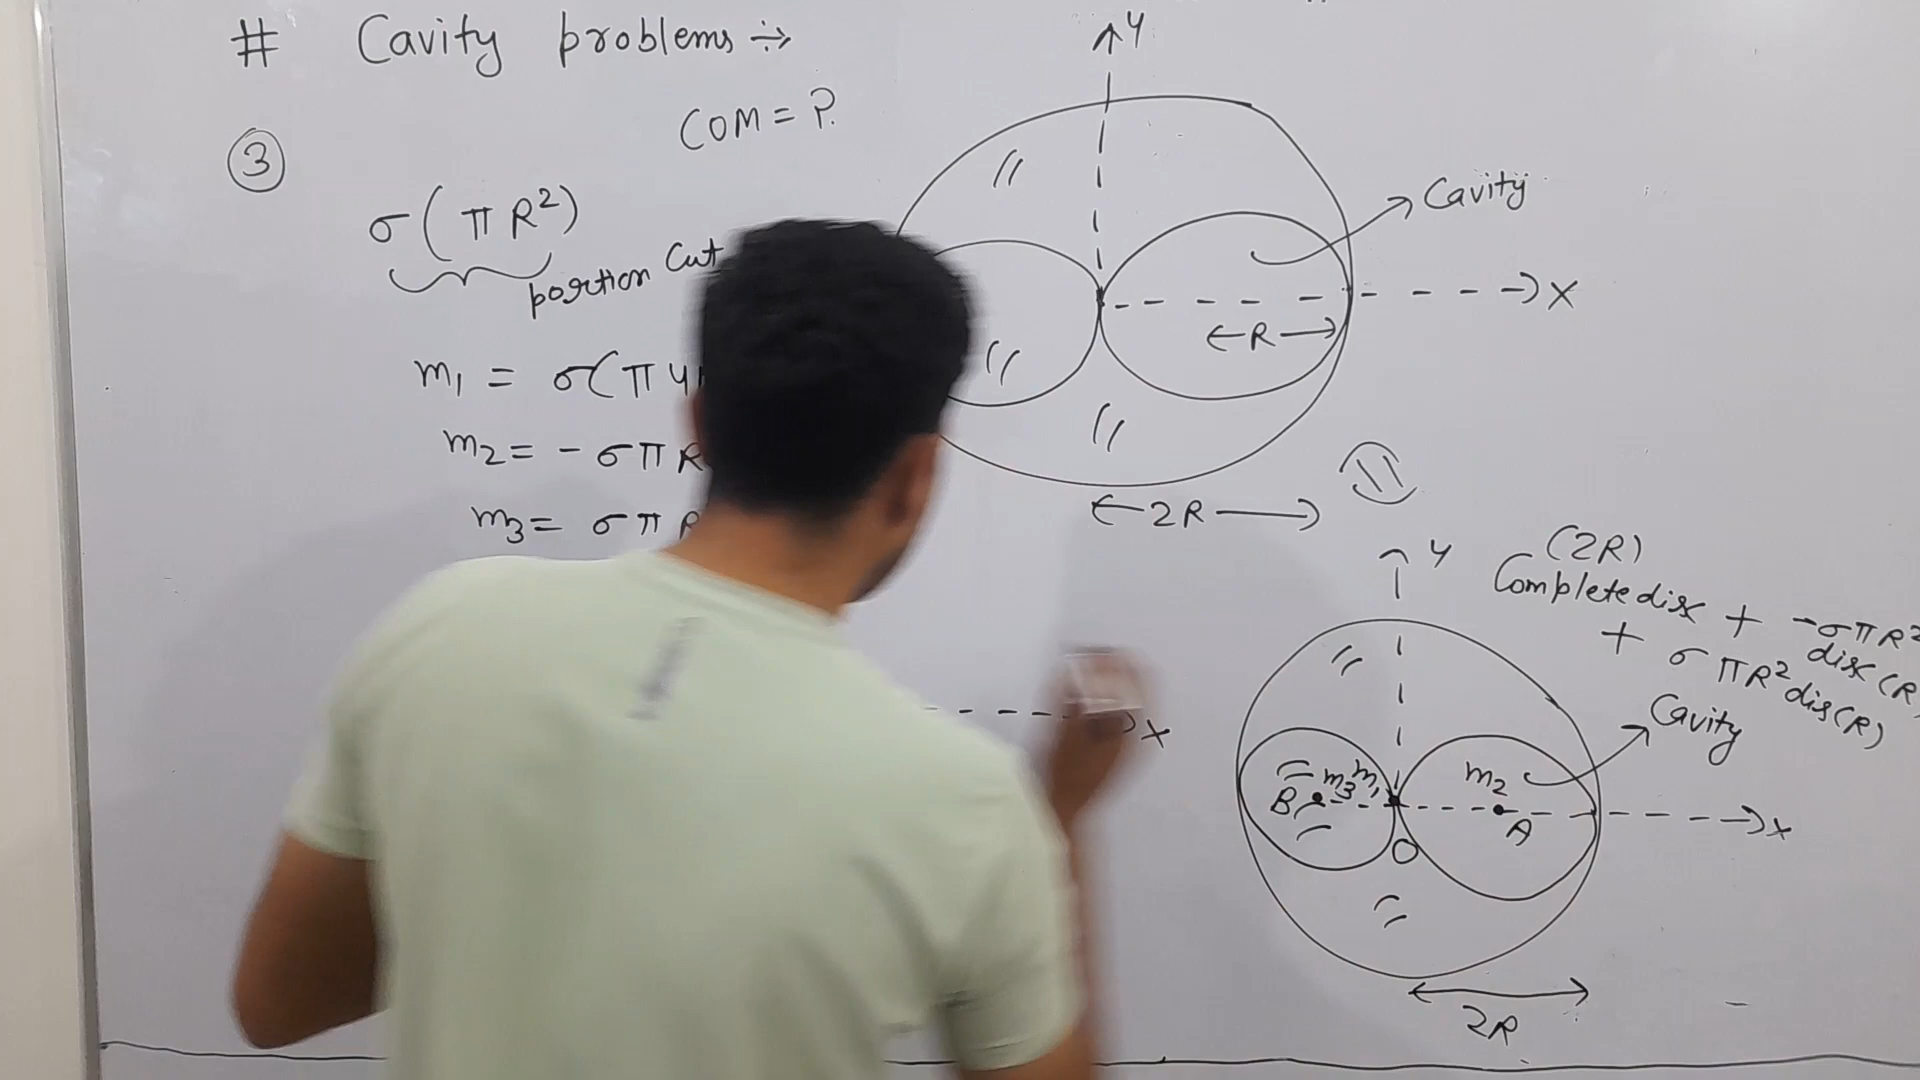 # Cavity problems ÷>
COM = ?
③
σ(πR²)
portion Cut
m₁ = σ(π4
m₂ = - σπR
m₃ = σπR
y
Cavity
x
R
2R
x
y
(2R)
Complete disc + -σπR²
disc (R)
+ σπR² disc(R)
Cavity
B m₃ m₁ m₂
A
O
x
2R